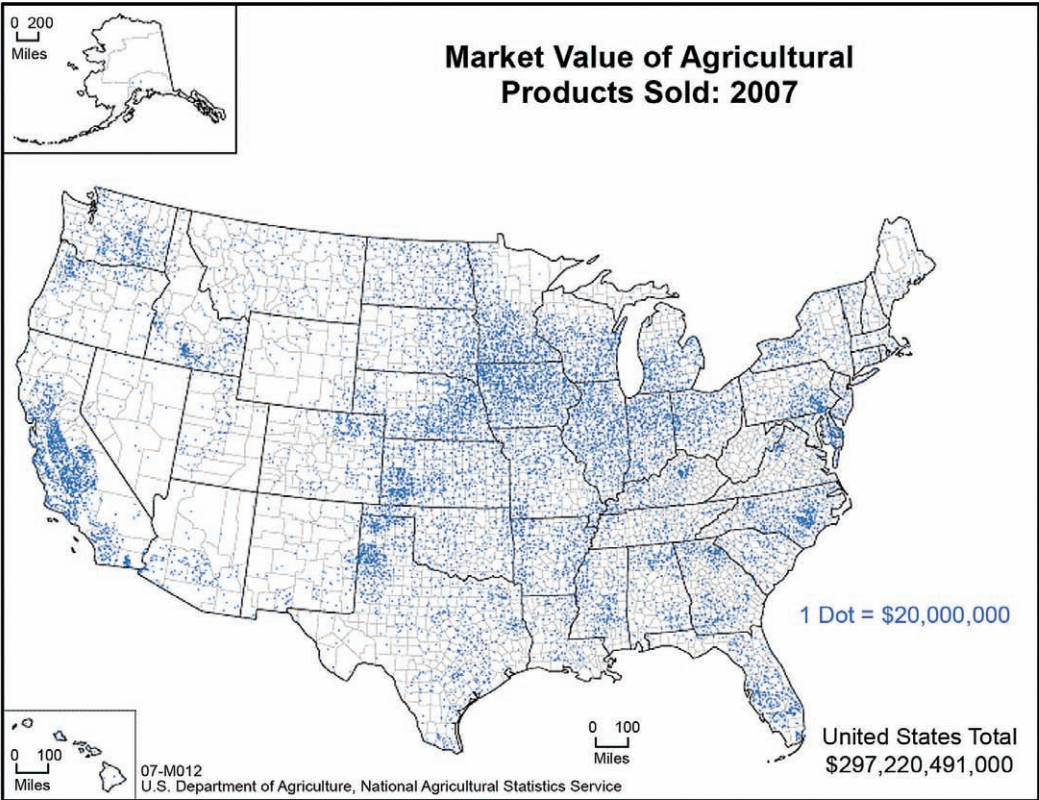 0 200
Miles
Market Value of Agricultural
Products Sold: 2007
1 Dot = $20,000,000
0 100
Miles
United States Total
$297,220,491,000
0 100
Miles
07-M012
U.S. Department of Agriculture, National Agricultural Statistics Service